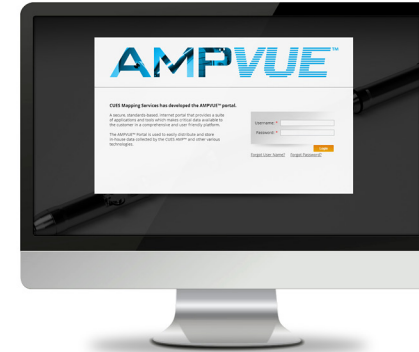 AMPVUE™
CUES Mapping Services has developed the AMPVUE™ portal.
A secure, standards-based, internet portal that provides a suite
of applications and tools which makes critical data available to
the customer in a comprehensive and user friendly platform.
The AMPVUE™ Portal is used to easily distribute and store
in-house data collected by the CUES AMP™ and other various
technologies.
Username: *
Password: *
Login
Forgot User Name? Forgot Password?